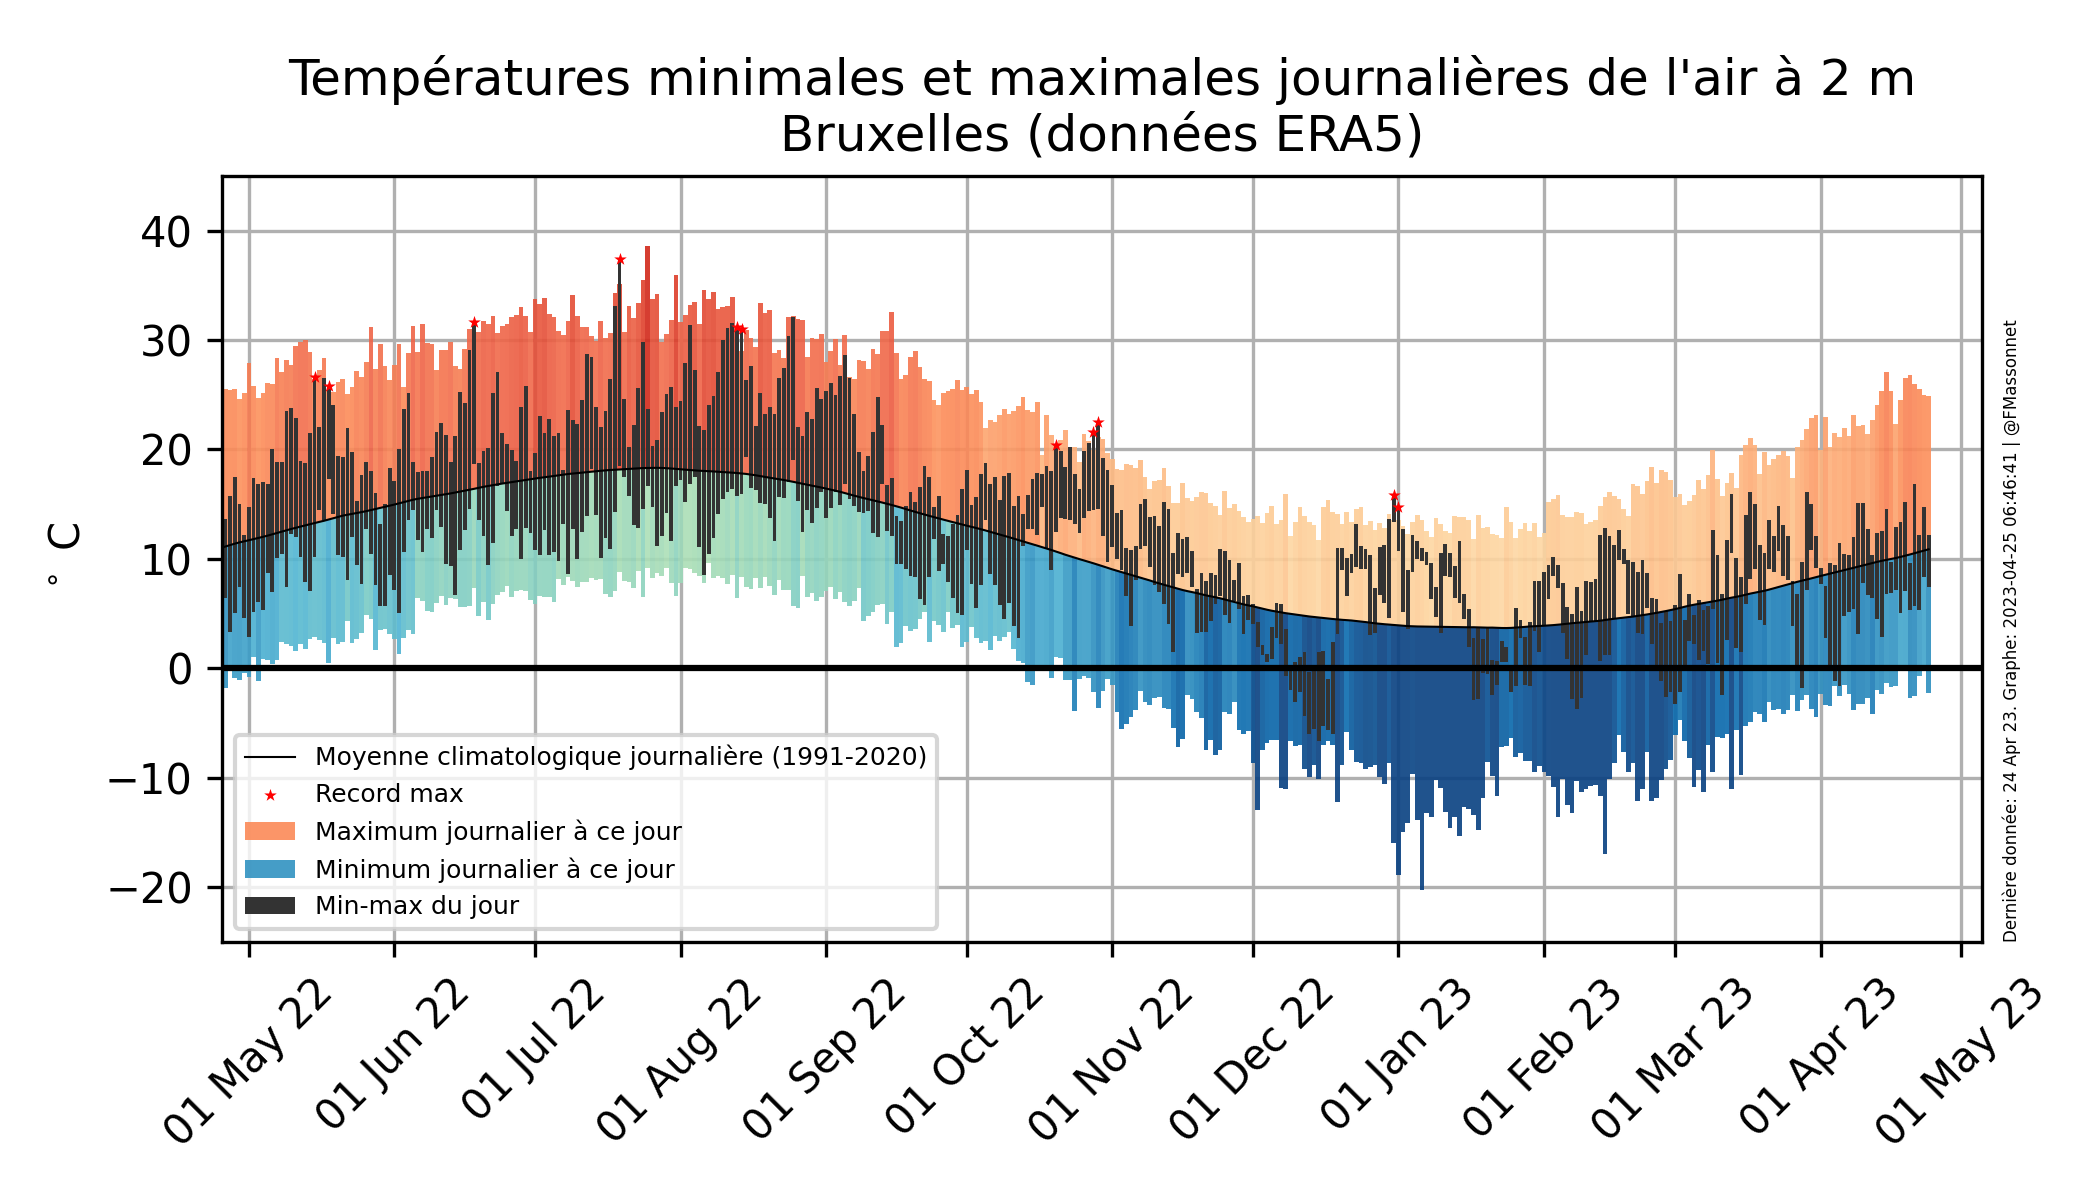 Températures minimales et maximales journalières de l'air à 2 m
Bruxelles (données ERA5)
° C
40
30
20
10
0
−10
−20
Moyenne climatologique journalière (1991-2020)
Record max
Maximum journalier à ce jour
Minimum journalier à ce jour
Min-max du jour
01 May 22
01 Jun 22
01 Jul 22
01 Aug 22
01 Sep 22
01 Oct 22
01 Nov 22
01 Dec 22
01 Jan 23
01 Feb 23
01 Mar 23
01 Apr 23
01 May 23
Dernière donnée: 24 Apr 23. Graphe: 2023-04-25 06:46:41 | @FMassonnet